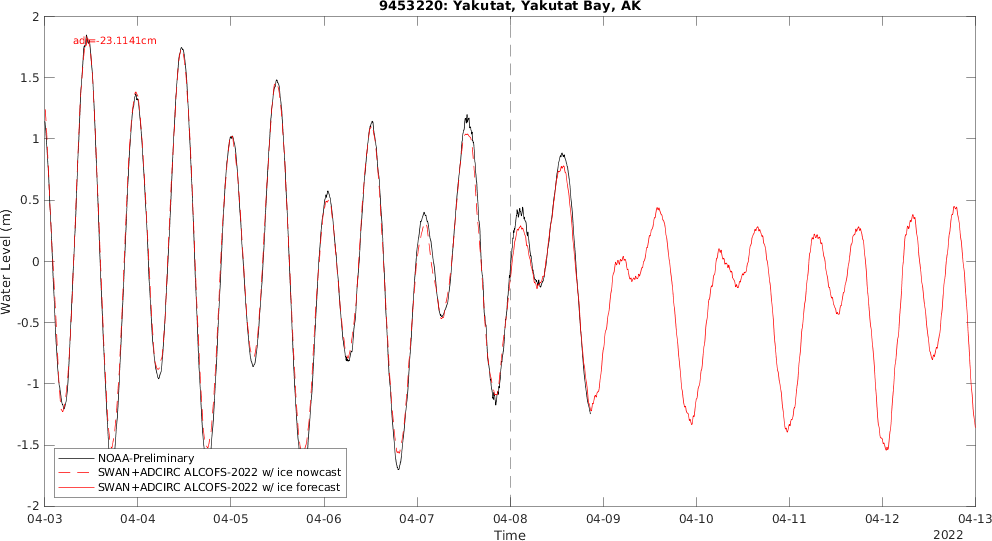 9453220: Yakutat, Yakutat Bay, AK
2
1.5
1
0.5
0
-0.5
-1
-1.5
-2
Water Level (m)
adj=-23.1141cm
NOAA-Preliminary
SWAN+ADCIRC ALCOFS-2022 w/ ice nowcast
SWAN+ADCIRC ALCOFS-2022 w/ ice forecast
04-03 04-04 04-05 04-06 04-07 04-08 04-09 04-10 04-11 04-12 04-13
Time
2022